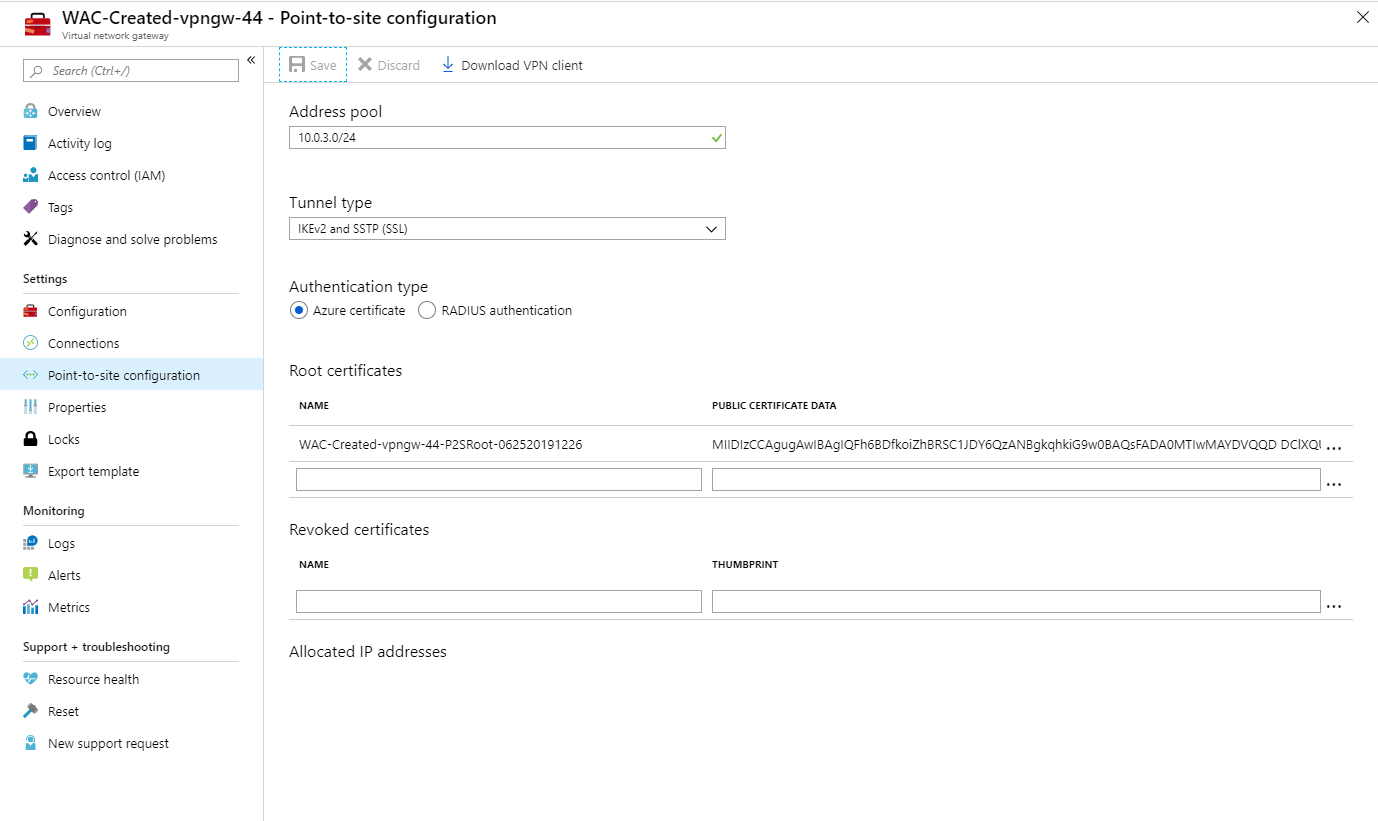 WAC-Created-vpngw-44 - Point-to-site configuration
Virtual network gateway
Search (Ctrl+/)
Overview
Activity log
Access control (IAM)
Tags
Diagnose and solve problems
Settings
Configuration
Connections
Point-to-site configuration
Properties
Locks
Export template
Monitoring
Logs
Alerts
Metrics
Support + troubleshooting
Resource health
Reset
New support request
Save Discard Download VPN client
Address pool
10.0.3.0/24
Tunnel type
IKEv2 and SSTP (SSL)
Authentication type
Azure certificate RADIUS authentication
Root certificates
NAME PUBLIC CERTIFICATE DATA
WAC-Created-vpngw-44-P2SRoot-062520191226 MIIDIzCCAgugAwIBAgIQFh6BDfkoiZhBRSC1JDY6QzANBgkqhkiG9w0BAQsFADA0MTIwMAYDVQQD DClXQU ...
...
Revoked certificates
NAME THUMBPRINT
...
Allocated IP addresses